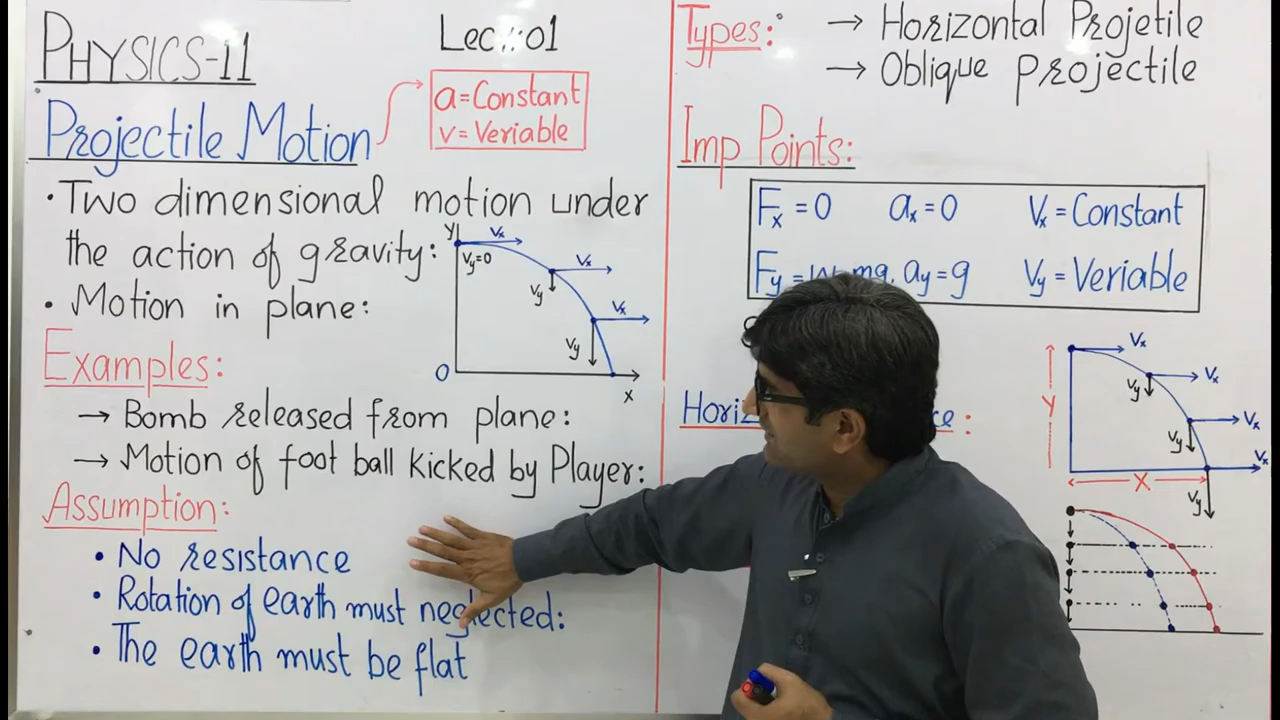 PHYSICS-11
Lec::01
a=Constant
v=Veriable
Projectile Motion
• Two dimensional motion under
the action of gravity:
• Motion in plane:
Y
Vx
Vy=0
Vx
Vy
Vx
Vy
O
x
Examples:
→ Bomb released from plane:
→ Motion of foot ball kicked by Player:
Assumption:
• No resistance
• Rotation of earth must neglected:
• The earth must be flat
Types:
→ Horizontal Projetile
→ Oblique projectile
Imp Points:
Fx=0 ax=0 Vx=Constant
Fy=w=mg, ay=g Vy=Veriable
Vx
Vy
Vx
Y
Vy
Vx
Vx
X
Vy